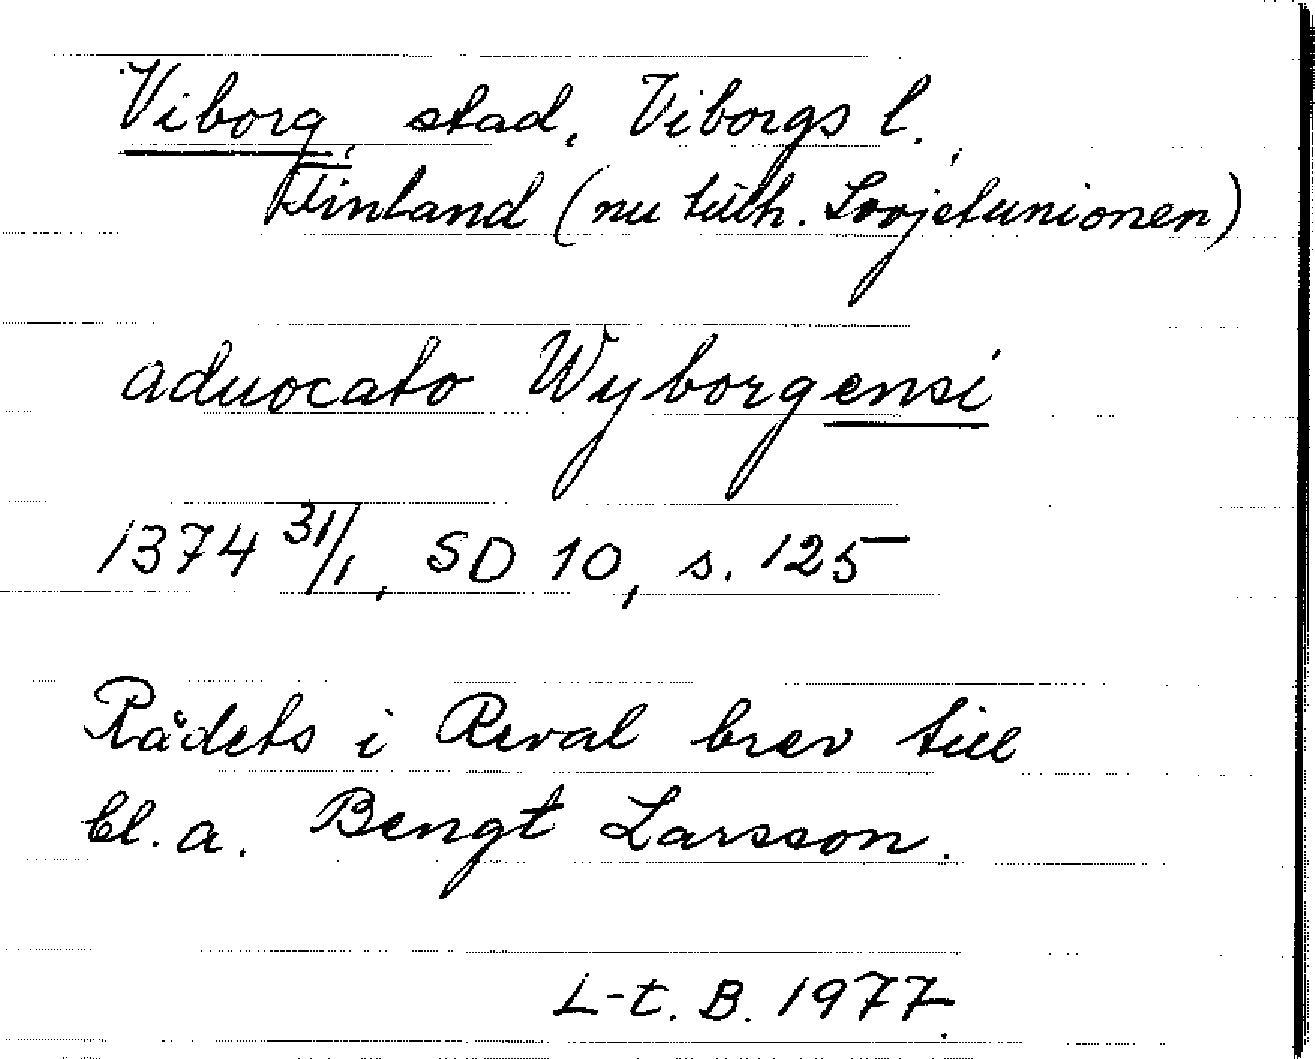 Viborg, stad, Viborgs l.,
Finland (nu tillh. Sovjetunionen)
aduocato Wyborgensi
1374 31/1, SD 10, s. 125
Rådets i Reval brev till
bl. a. Bengt Larsson.
L-t. B. 1977.